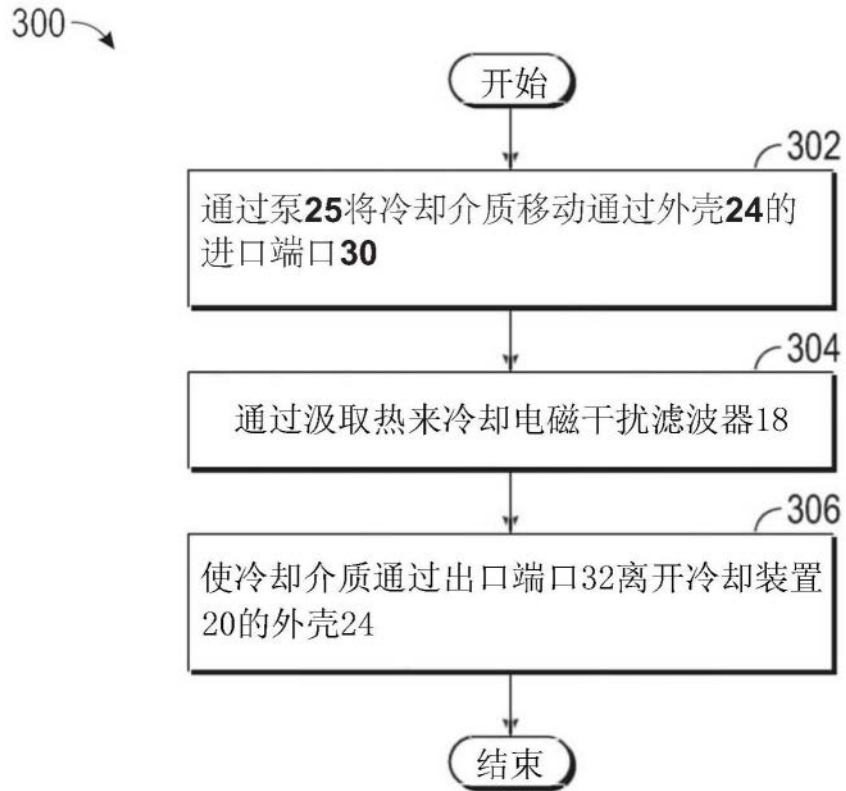 300
开始
302
通过泵25将冷却介质移动通过外壳24的
进口端口30
304
通过汲取热来冷却电磁干扰滤波器18
306
使冷却介质通过出口端口32离开冷却装置
20的外壳24
结束